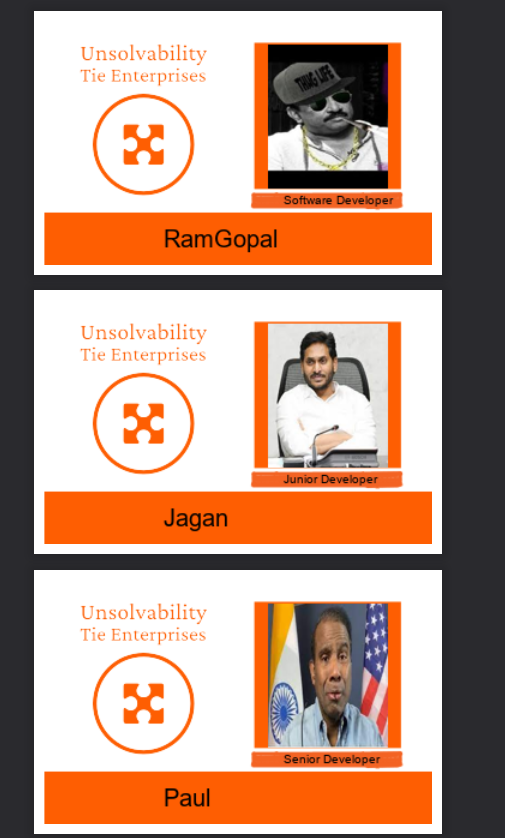 Unsolvability
Tie Enterprises
THUG LIFE
Software Developer
RamGopal
Unsolvability
Tie Enterprises
Junior Developer
Jagan
Unsolvability
Tie Enterprises
Senior Developer
Paul